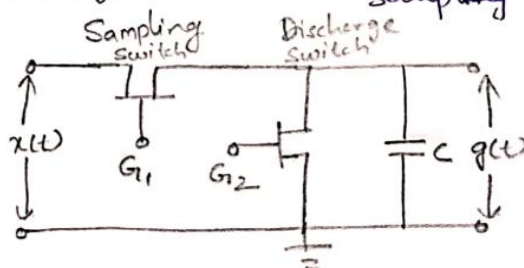 Sampling Switch
Discharge Switch
x(t)
G1
G2
C
g(t)